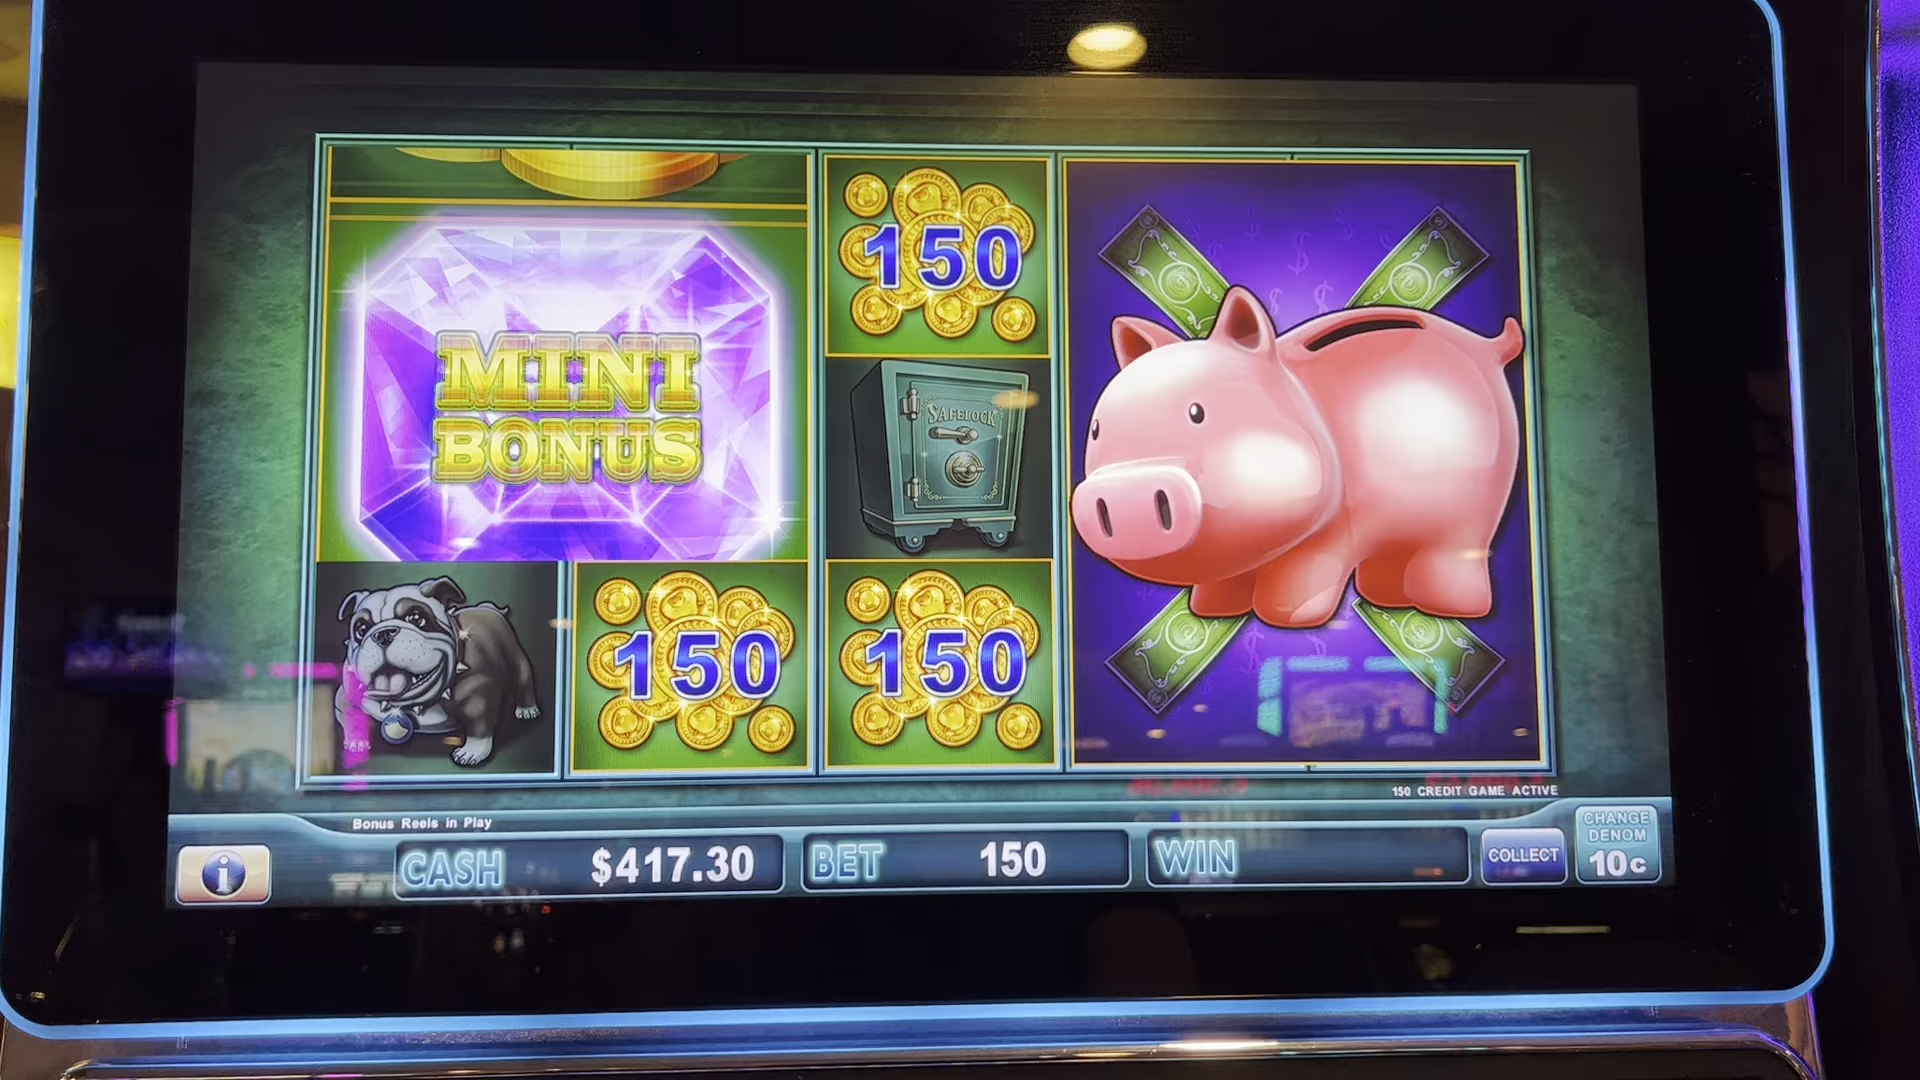 MINI
BONUS
150
SAFELOCK
150
150
150 CREDIT GAME ACTIVE
Bonus Reels in Play
CASH $417.30
BET 150
WIN
COLLECT
CHANGE
DENOM
10c
i